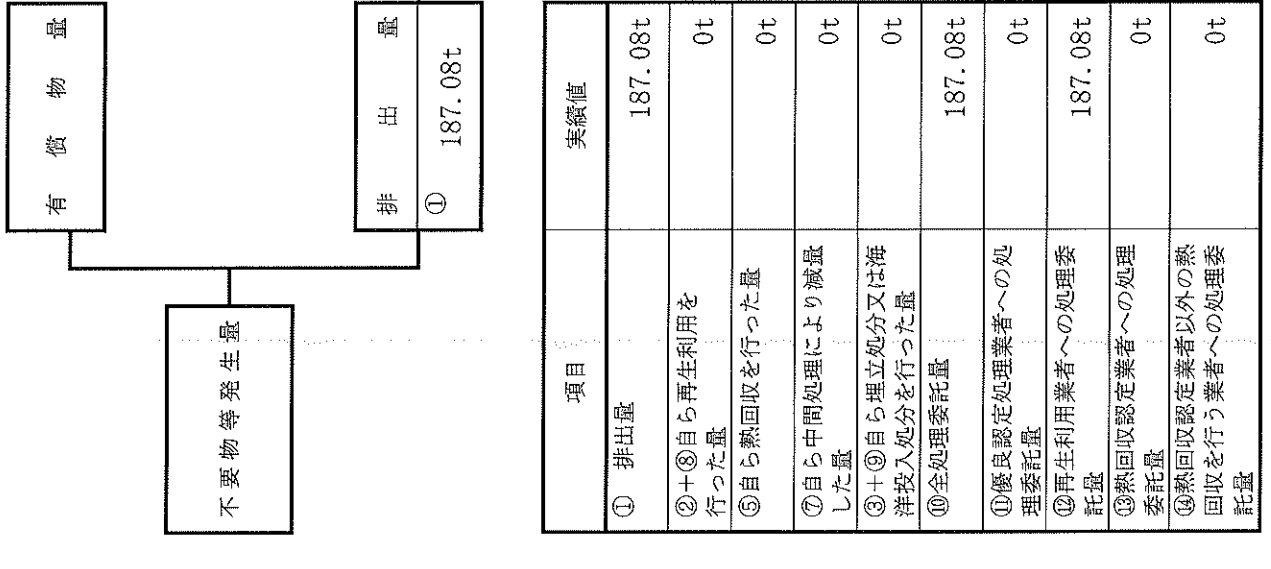 有償物量
不要物等発生量
排出量
① 187.08t
項目 実績値
① 排出量 187.08t
②+⑧自ら再生利用を
行った量 0t
⑤自ら熱回収を行った量 0t
⑦自ら中間処理により減量
した量 0t
③+⑨自ら埋立処分又は海
洋投入処分を行った量 0t
⑩全処理委託量 187.08t
⑪優良認定処理業者への処
理委託量 0t
⑫再生利用業者への処理委
託量 187.08t
⑬熱回収認定業者への処理
委託量 0t
⑭熱回収認定業者以外の熱
回収を行う業者への処理委
託量 0t